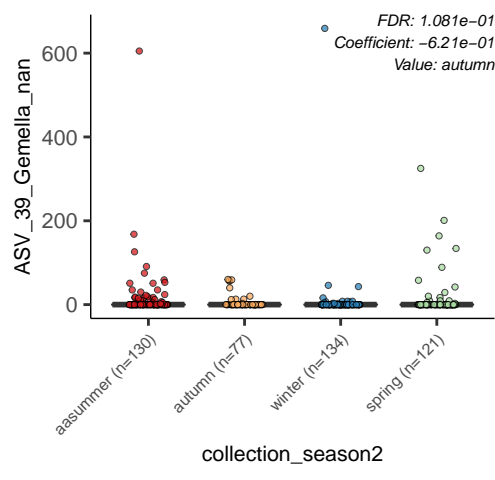 FDR: 1.081e−01
Coefficient: −6.21e−01
Value: autumn
ASV_39_Gemella_nan
600
400
200
0
aasummer (n=130)
autumn (n=77)
winter (n=134)
spring (n=121)
collection_season2